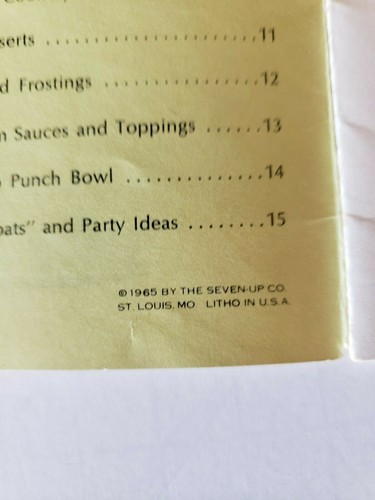 serts ........................11
d Frostings .................12
n Sauces and Toppings ......13
Punch Bowl ...............14
oats" and Party Ideas ........15
©1965 BY THE SEVEN-UP CO.
ST. LOUIS, MO LITHO IN U.S.A.